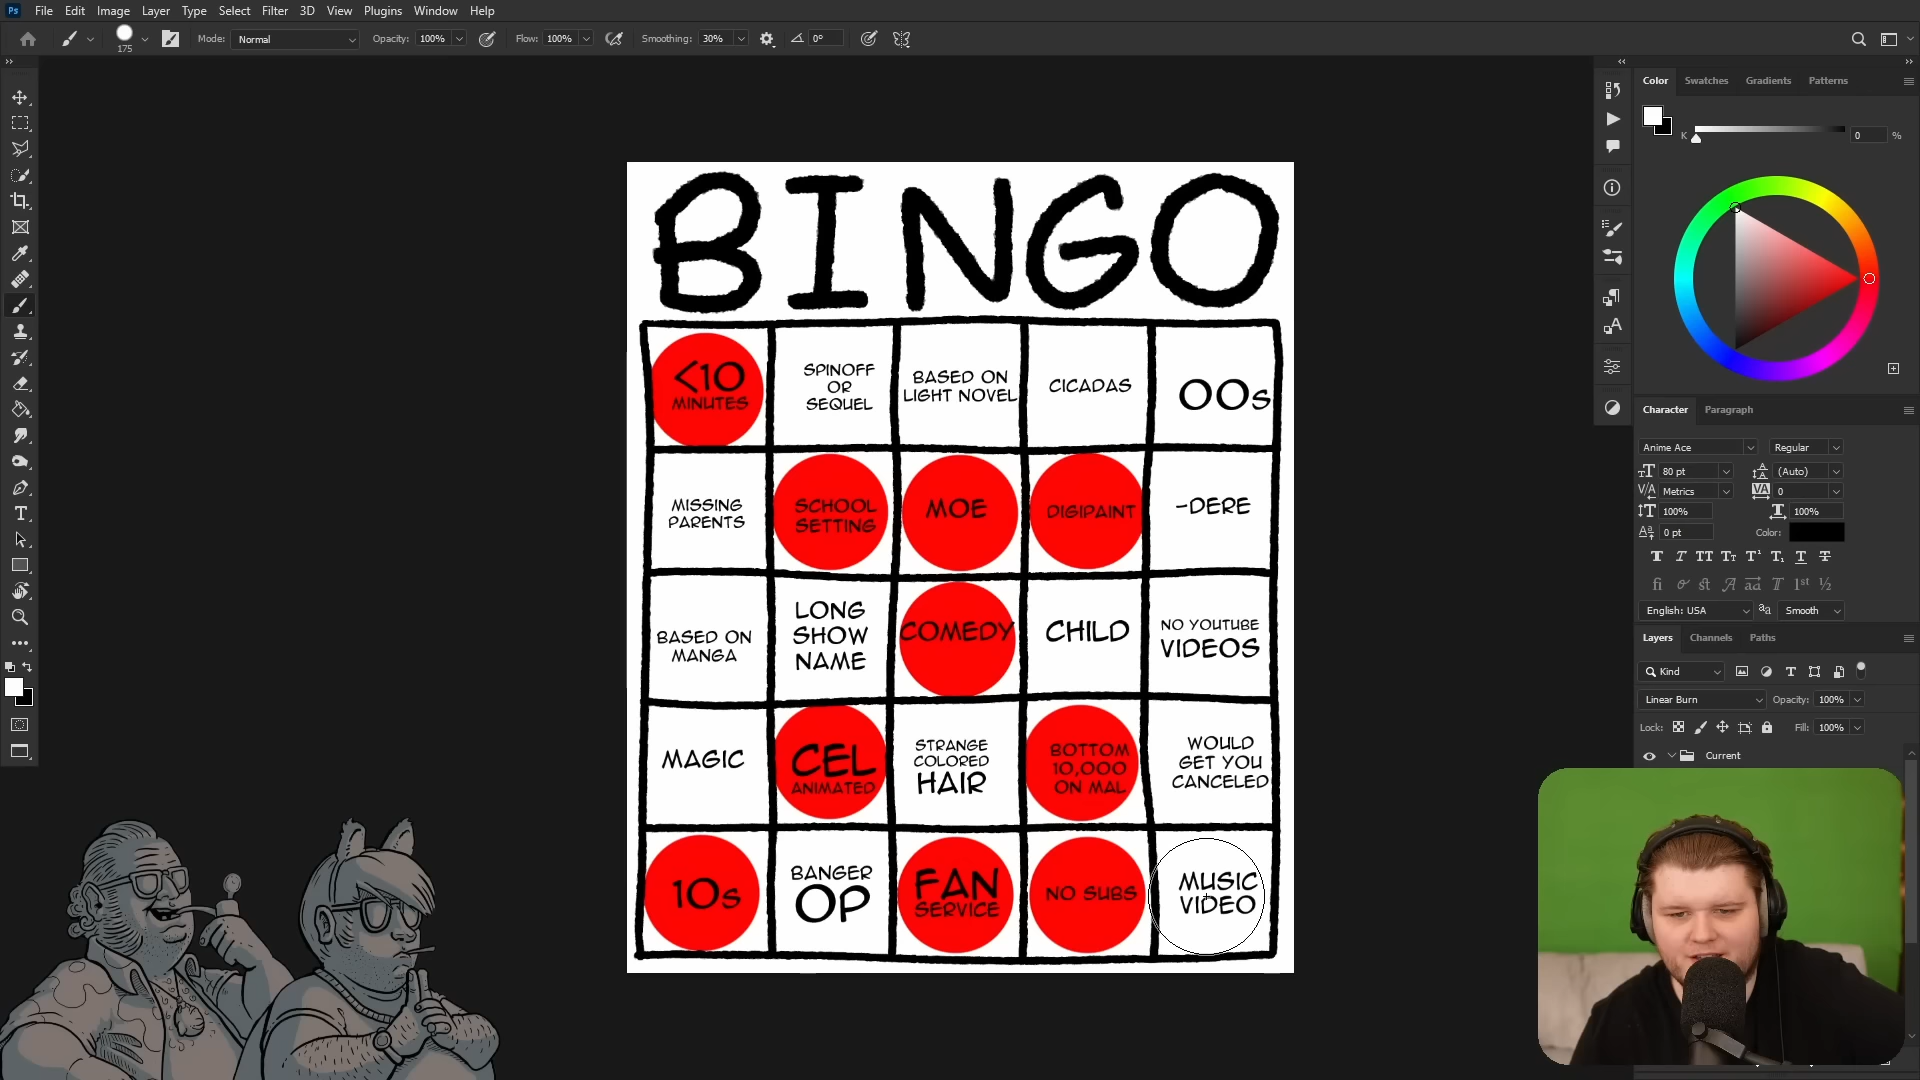 Ps File Edit Image Layer Type Select Filter 3D View Plugins Window Help
175 Mode: Normal Opacity: 100% Flow: 100% Smoothing: 30% 0°
Color Swatches Gradients Patterns
K 0 %
BINGO
<10
MINUTES
SPINOFF
OR
SEQUEL
BASED ON
LIGHT NOVEL
CICADAS
00s
MISSING
PARENTS
SCHOOL
SETTING
MOE
DIGIPAINT
-DERE
BASED ON
MANGA
LONG
SHOW
NAME
COMEDY
CHILD
NO YOUTUBE
VIDEOS
MAGIC
CEL
ANIMATED
STRANGE
COLORED
HAIR
BOTTOM
10,000
ON MAL
WOULD
GET YOU
CANCELED
10s
BANGER
OP
FAN
SERVICE
NO SUBS
MUSIC
VIDEO
Character Paragraph
Anime Ace Regular
80 pt (Auto)
Metrics 0
100% 100%
0 pt Color:
English: USA Smooth
Layers Channels Paths
Kind
Linear Burn Opacity: 100%
Lock: Fill: 100%
Current